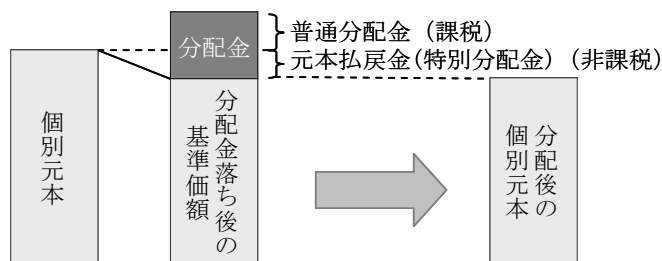 普通分配金（課税）
分配金
元本払戻金(特別分配金)（非課税）
個別元本
分配金落ち後の
基準価額
分配後の
個別元本